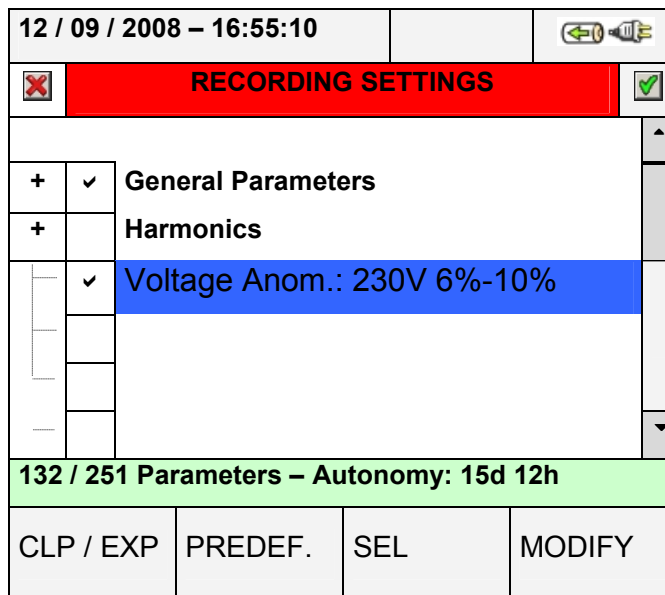 12 / 09 / 2008 – 16:55:10
RECORDING SETTINGS
+ General Parameters
+ Harmonics
Voltage Anom.: 230V 6%-10%
132 / 251 Parameters – Autonomy: 15d 12h
CLP / EXP PREDEF. SEL MODIFY